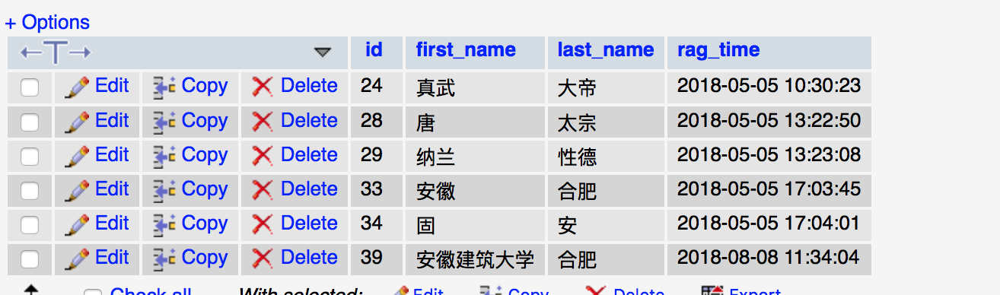 + Options
←T→ id first_name last_name rag_time
Edit Copy Delete 24 真武 大帝 2018-05-05 10:30:23
Edit Copy Delete 28 唐 太宗 2018-05-05 13:22:50
Edit Copy Delete 29 纳兰 性德 2018-05-05 13:23:08
Edit Copy Delete 33 安徽 合肥 2018-05-05 17:03:45
Edit Copy Delete 34 固 安 2018-05-05 17:04:01
Edit Copy Delete 39 安徽建筑大学 合肥 2018-08-08 11:34:04
Check all With selected: Edit Copy Delete Export